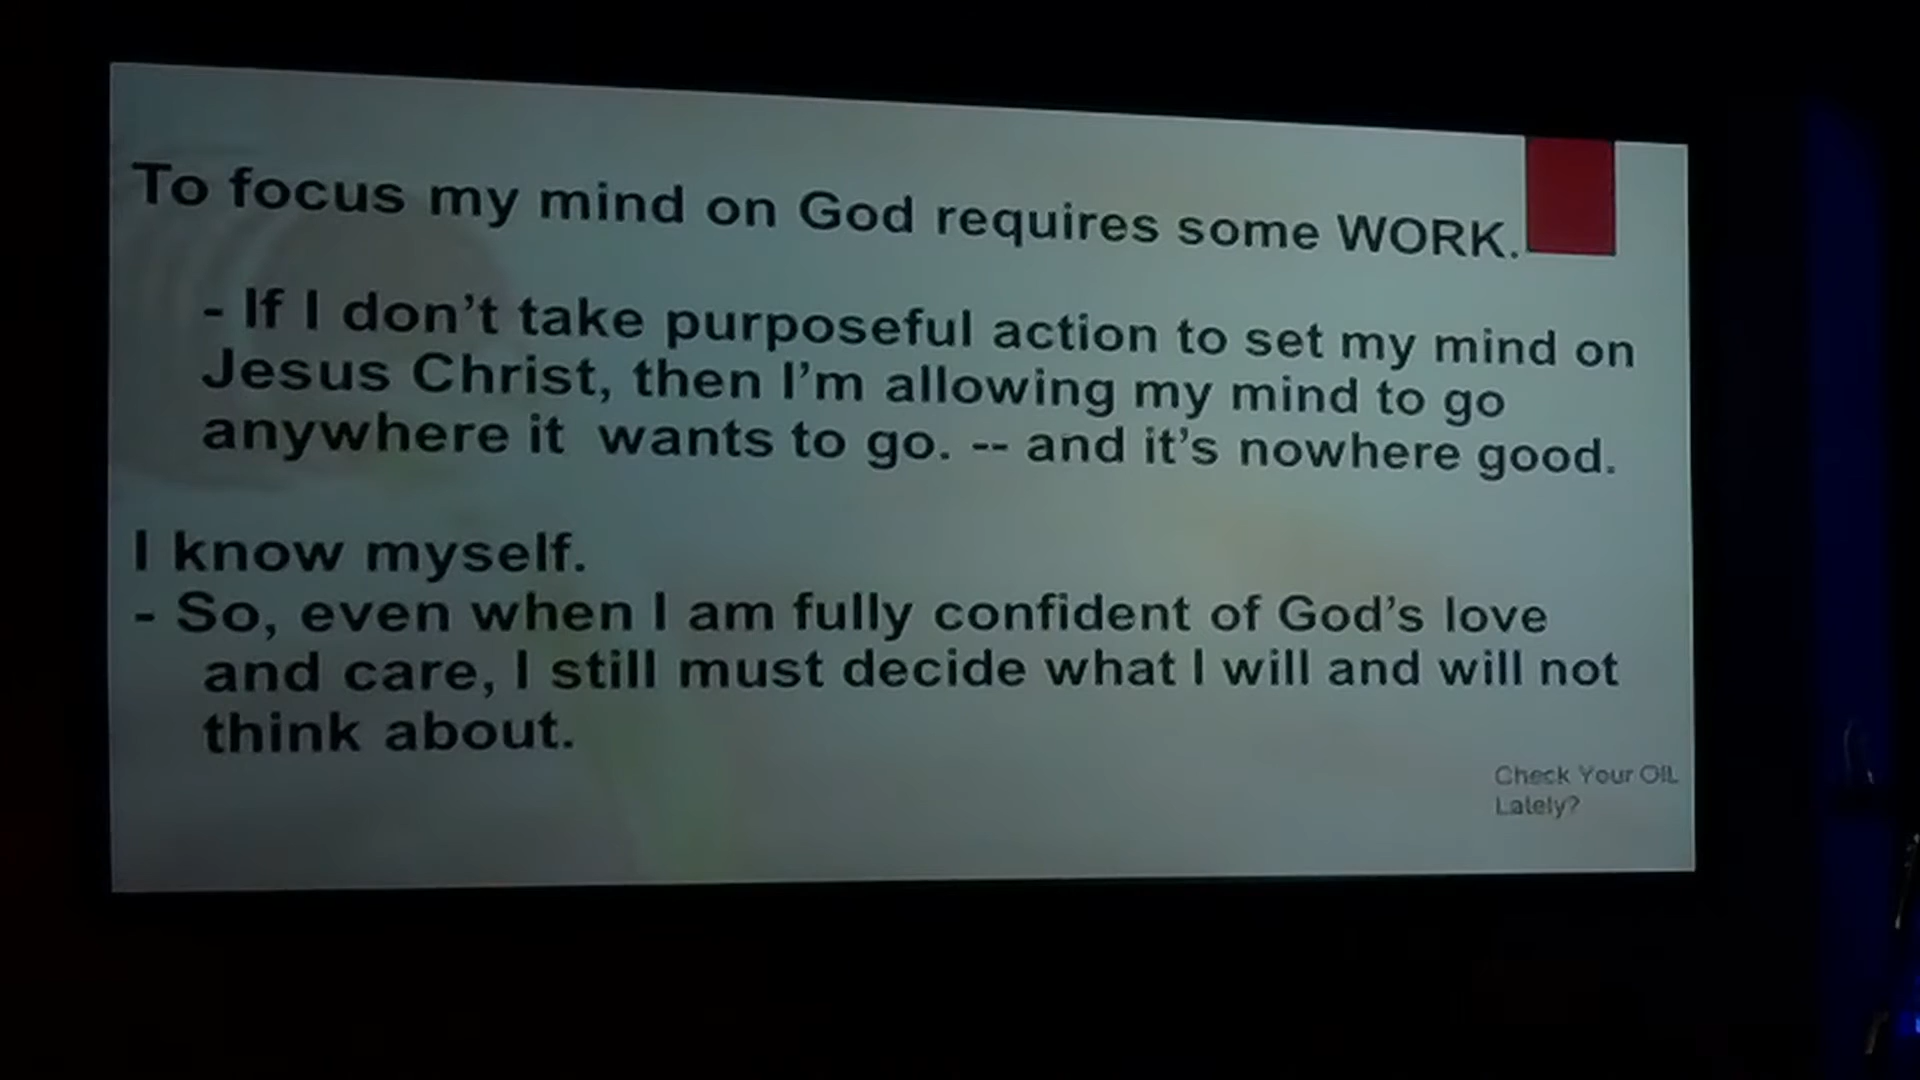 To focus my mind on God requires some WORK.
- If I don't take purposeful action to set my mind on
Jesus Christ, then I'm allowing my mind to go
anywhere it wants to go. -- and it's nowhere good.
I know myself.
- So, even when I am fully confident of God's love
and care, I still must decide what I will and will not
think about.
Check Your OIL
Lalely?